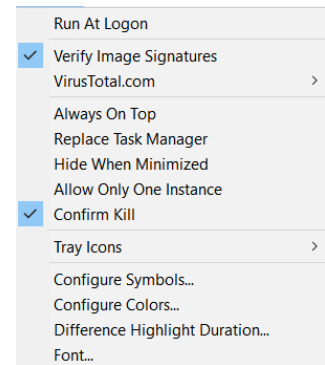 Run At Logon
Verify Image Signatures
VirusTotal.com
Always On Top
Replace Task Manager
Hide When Minimized
Allow Only One Instance
Confirm Kill
Tray Icons
Configure Symbols...
Configure Colors...
Difference Highlight Duration...
Font...